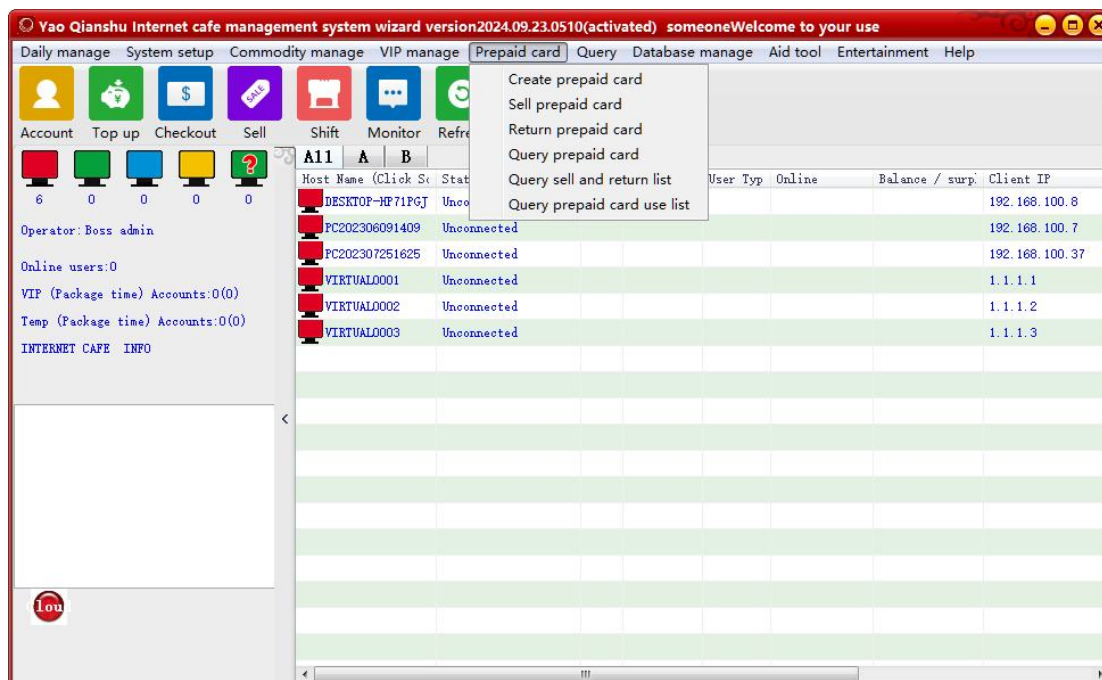 Yao Qianshu Internet cafe management system wizard version2024.09.23.0510(activated) someoneWelcome to your use
Daily manage System setup Commodity manage VIP manage Prepaid card Query Database manage Aid tool Entertainment Help
Create prepaid card
Sell prepaid card
Return prepaid card
Query prepaid card
Query sell and return list
Query prepaid card use list
Account Top up Checkout Sell Shift Monitor Refre
All A B
Host Name (Click Sc Stat User Typ Online Balance / surpl Client IP
DESKTOP-HP71PGJ Unco 192.168.100.8
PC202306091409 Unconnected 192.168.100.7
PC202307251625 Unconnected 192.168.100.37
VIRTUAL0001 Unconnected 1.1.1.1
VIRTUAL0002 Unconnected 1.1.1.2
VIRTUAL0003 Unconnected 1.1.1.3
6 0 0 0 0
Operator:Boss admin
Online users:0
VIP (Package time) Accounts:0(0)
Temp (Package time) Accounts:0(0)
INTERNET CAFE INFO
lou